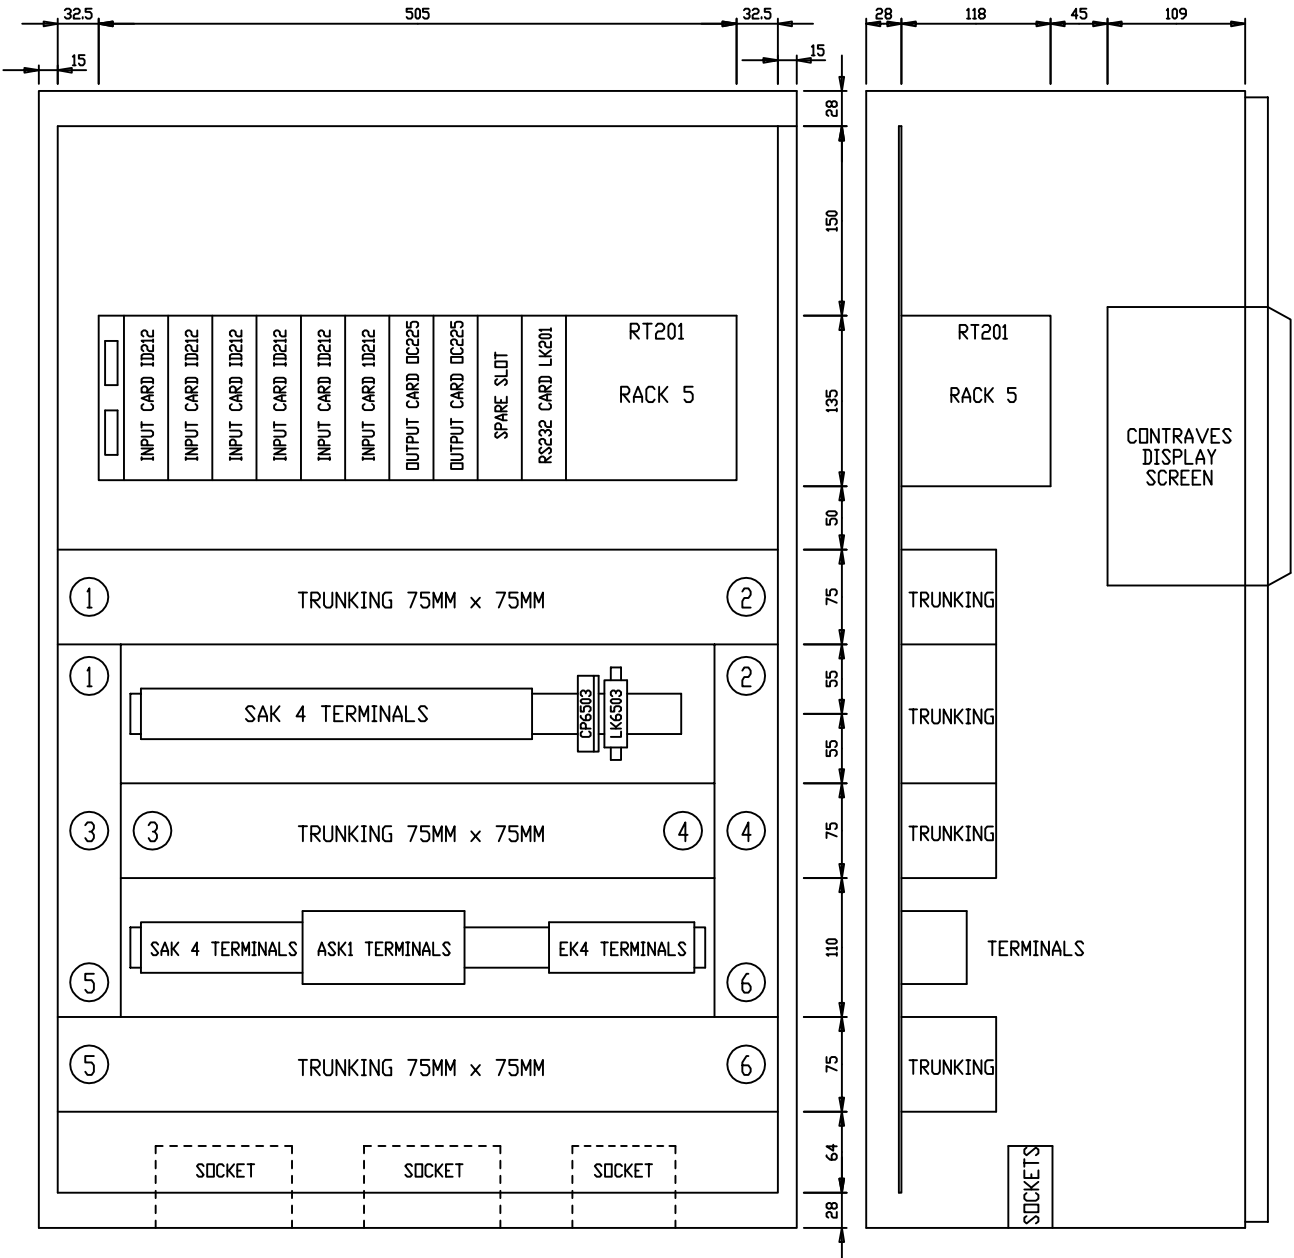 32.5
505
32.5
28
118
45
109
15
15
28
150
135
50
75
55
55
75
110
75
64
28
INPUT CARD ID212
INPUT CARD ID212
INPUT CARD ID212
INPUT CARD ID212
INPUT CARD ID212
INPUT CARD ID212
OUTPUT CARD OC225
OUTPUT CARD OC225
SPARE SLOT
RS232 CARD LK201
RT201
RACK 5
RT201
RACK 5
CONTRAVES
DISPLAY
SCREEN
1
TRUNKING 75MM x 75MM
2
TRUNKING
1
2
SAK 4 TERMINALS
CP6503
LK6503
TRUNKING
3
3
TRUNKING 75MM x 75MM
4
4
TRUNKING
SAK 4 TERMINALS
ASK1 TERMINALS
EK4 TERMINALS
TERMINALS
5
6
5
TRUNKING 75MM x 75MM
6
TRUNKING
SOCKET
SOCKET
SOCKET
SOCKETS